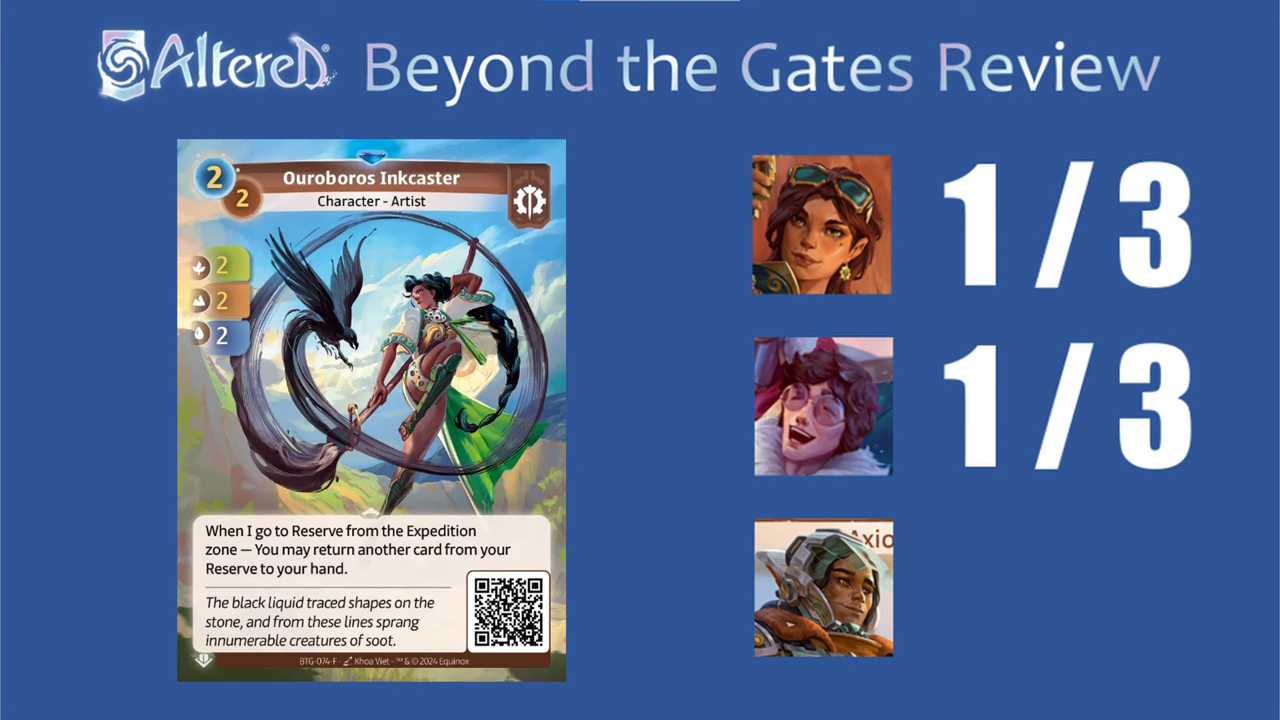 Altered® Beyond the Gates Review
2
2
Ouroboros Inkcaster
Character - Artist
2
2
2
When I go to Reserve from the Expedition
zone — You may return another card from your
Reserve to your hand.
The black liquid traced shapes on the
stone, and from these lines sprang
innumerable creatures of soot.
BTG-074-F - Khoa Viet - ™ & © 2024 Equinox
1 / 3
1 / 3
Axio